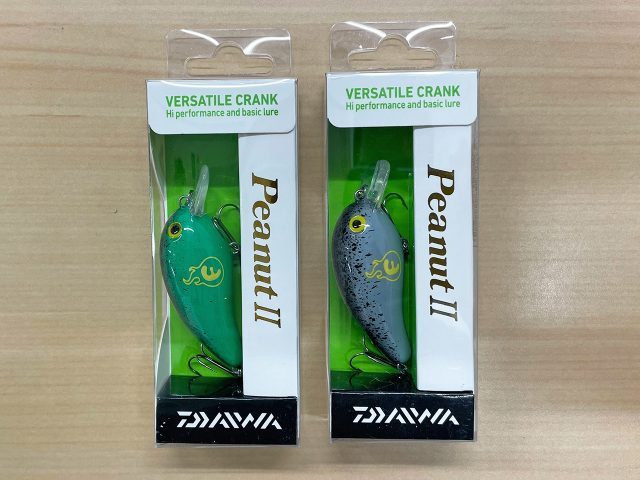 VERSATILE CRANK
Hi performance and basic lure
Peanut II
DAIWA
VERSATILE CRANK
Hi performance and basic lure
Peanut II
DAIWA